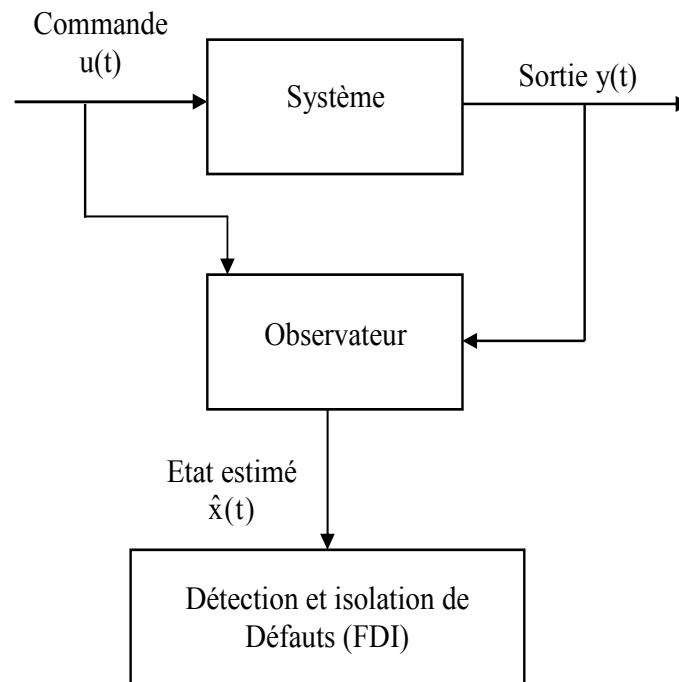 Commande
u(t)
Système
Sortie y(t)
Observateur
Etat estimé
x̂(t)
Détection et isolation de
Défauts (FDI)